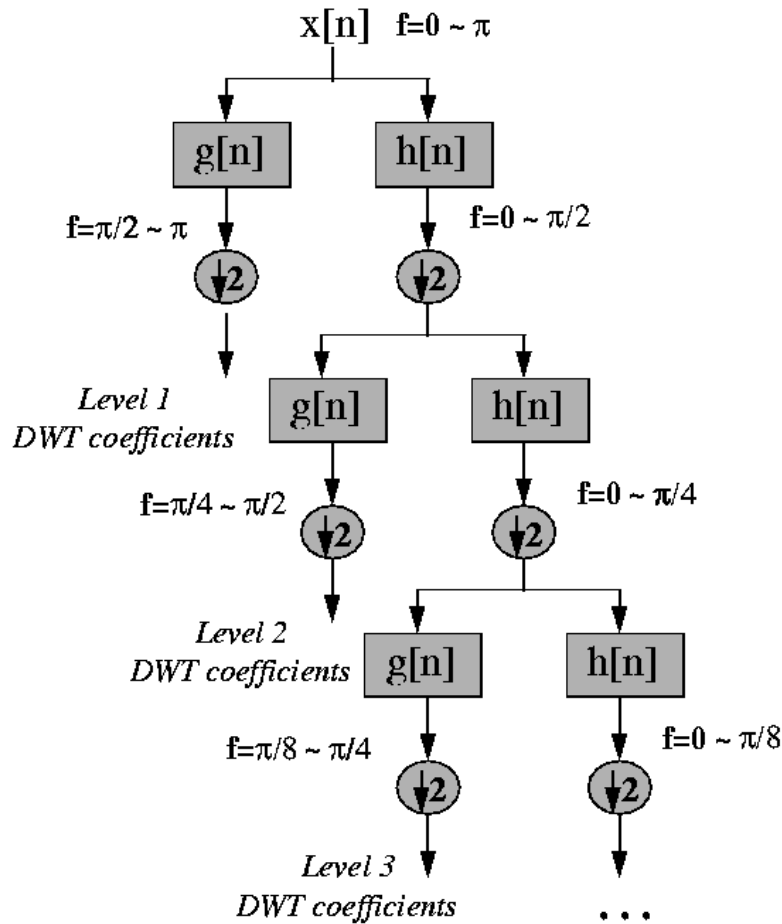 x[n] f=0 ~ π
g[n] h[n]
f=π/2 ~ π f=0 ~ π/2
2 2
Level 1
DWT coefficients
g[n] h[n]
f=π/4 ~ π/2 f=0 ~ π/4
2 2
Level 2
DWT coefficients
g[n] h[n]
f=π/8 ~ π/4 f=0 ~ π/8
2 2
Level 3
DWT coefficients
...